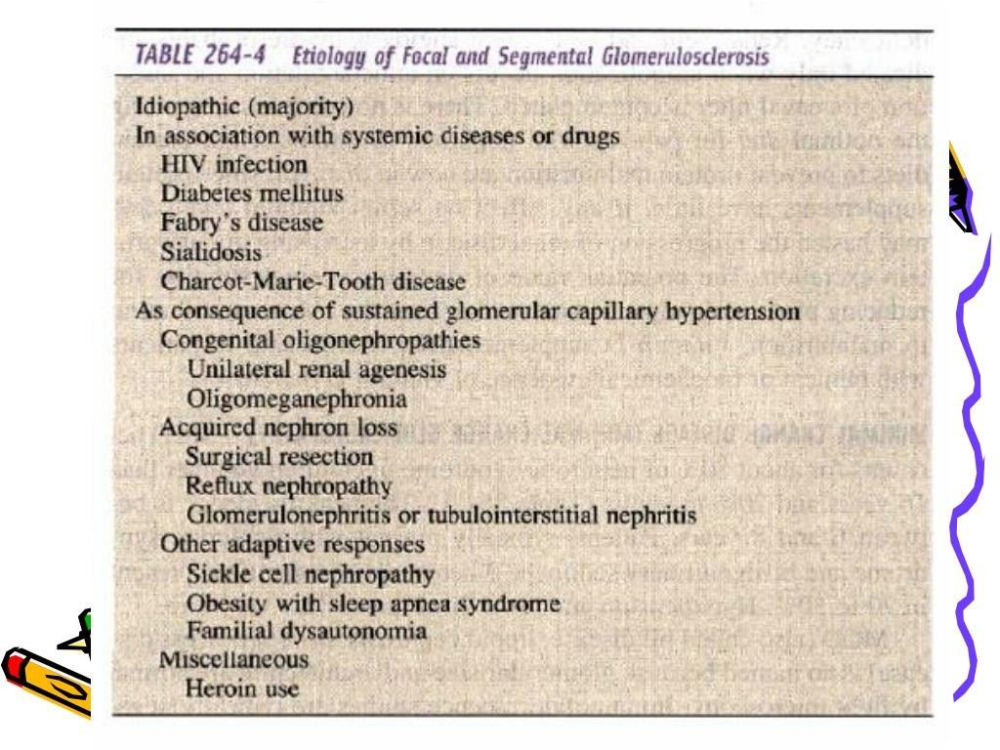 TABLE 264-4 Etiology of Focal and Segmental Glomerulosclerosis
Idiopathic (majority)
In association with systemic diseases or drugs
HIV infection
Diabetes mellitus
Fabry's disease
Sialidosis
Charcot-Marie-Tooth disease
As consequence of sustained glomerular capillary hypertension
Congenital oligonephropathies
Unilateral renal agenesis
Oligomeganephronia
Acquired nephron loss
Surgical resection
Reflux nephropathy
Glomerulonephritis or tubulointerstitial nephritis
Other adaptive responses
Sickle cell nephropathy
Obesity with sleep apnea syndrome
Familial dysautonomia
Miscellaneous
Heroin use